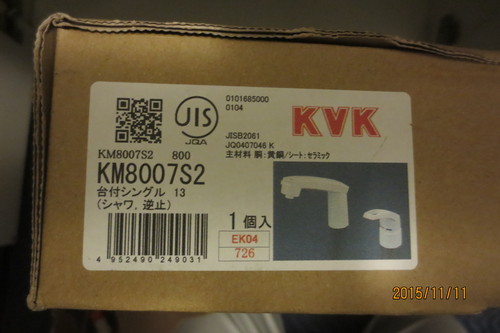 0101685000
0104
JIS
JQA
JISB2061
JQ0407046 K
主材料 胴:黄銅/シート:セラミック
KVK
KM8007S2 800
KM8007S2
台付シングル 13
(シャワ,逆止)
1個入
EK04
726
4 952490 249031
2015/11/11